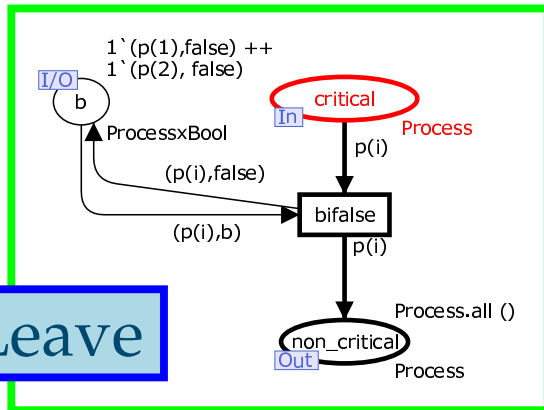 1`(p(1),false) ++
1`(p(2), false)
I/O
b
ProcessxBool
critical
In
Process
p(i)
(p(i),false)
bifalse
(p(i),b)
p(i)
Process.all ()
Leave
non_critical
Out
Process